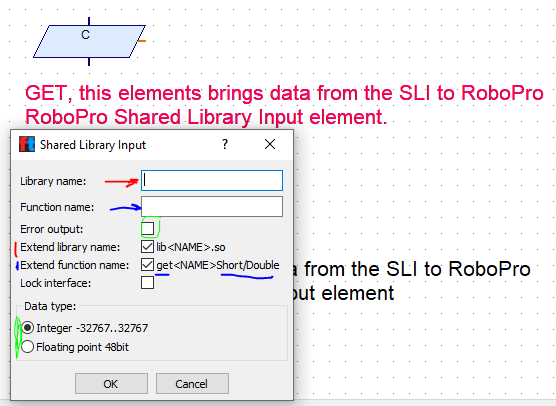 C
GET, this elements brings data from the SLI to RoboPro
RoboPro Shared Library Input element.
Shared Library Input ? ×
Library name:
Function name:
Error output:
Extend library name: lib<NAME>.so
Extend function name: get<NAME>Short/Double
Lock interface:
from the SLI to RoboPro
element
Data type:
Integer -32767..32767
Floating point 48bit
OK Cancel